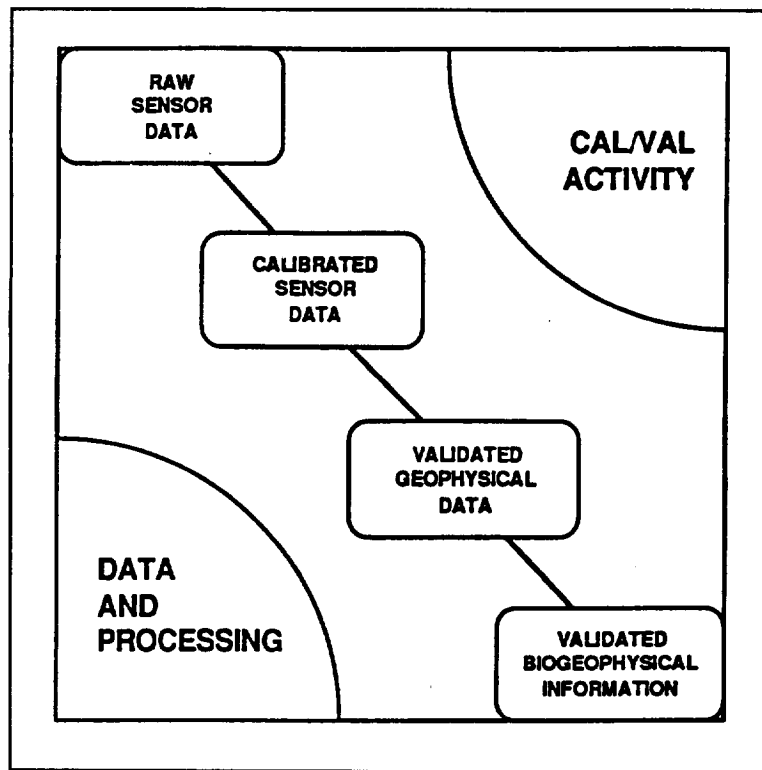 RAW
SENSOR
DATA
CAL/VAL
ACTIVITY
CALIBRATED
SENSOR
DATA
VALIDATED
GEOPHYSICAL
DATA
DATA
AND
PROCESSING
VALIDATED
BIOGEOPHYSICAL
INFORMATION